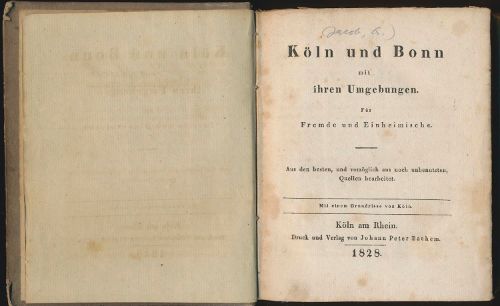 (Jacob, A.)
Köln und Bonn
mit
ihren Umgebungen.
Für
Fremde und Einheimische.
Aus den besten, und vorzüglich aus noch unbenutzten,
Quellen bearbeitet.
Mit einem Grundrisse von Köln.
Köln am Rhein.
Druck und Verlag von Johann Peter Bachem.
1828.